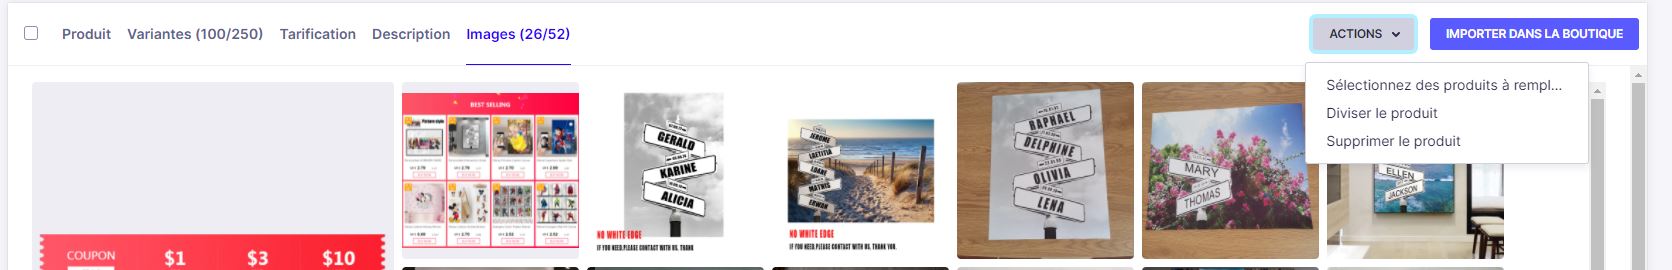 Produit Variantes (100/250) Tarification Description Images (26/52) ACTIONS IMPORTER DANS LA BOUTIQUE
Sélectionnez des produits à rempl...
Diviser le produit
Supprimer le produit
BEST SELLING
GERALD
KARINE
ALICIA
NO WHITE EDGE
IF YOU NEED,PLEASE CONTACT WITH US, THANK
JEROME
LAETITIA
LOANE
MATHIS
ERWAN
NO WHITE EDGE
IF YOU NEED,PLEASE CONTACT WITH US, THANK YOU.
RAPHAEL
DELPHINE
OLIVIA
LENA
MARY
THOMAS
ELLEN
JACKSON
COUPON $1 $3 $10